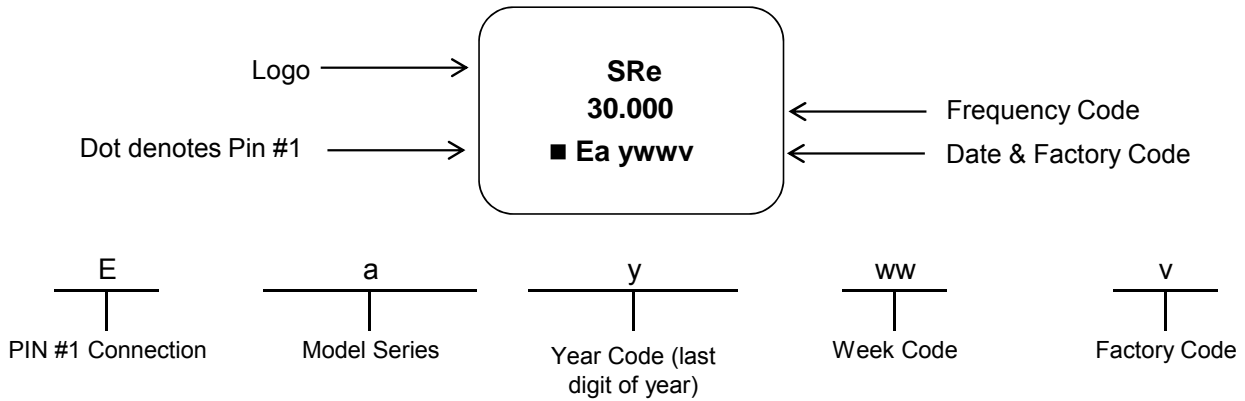 Logo
SRe
30.000
Frequency Code
Dot denotes Pin #1
■ Ea ywwv
Date & Factory Code
E
a
y
ww
v
PIN #1 Connection
Model Series
Year Code (last
digit of year)
Week Code
Factory Code